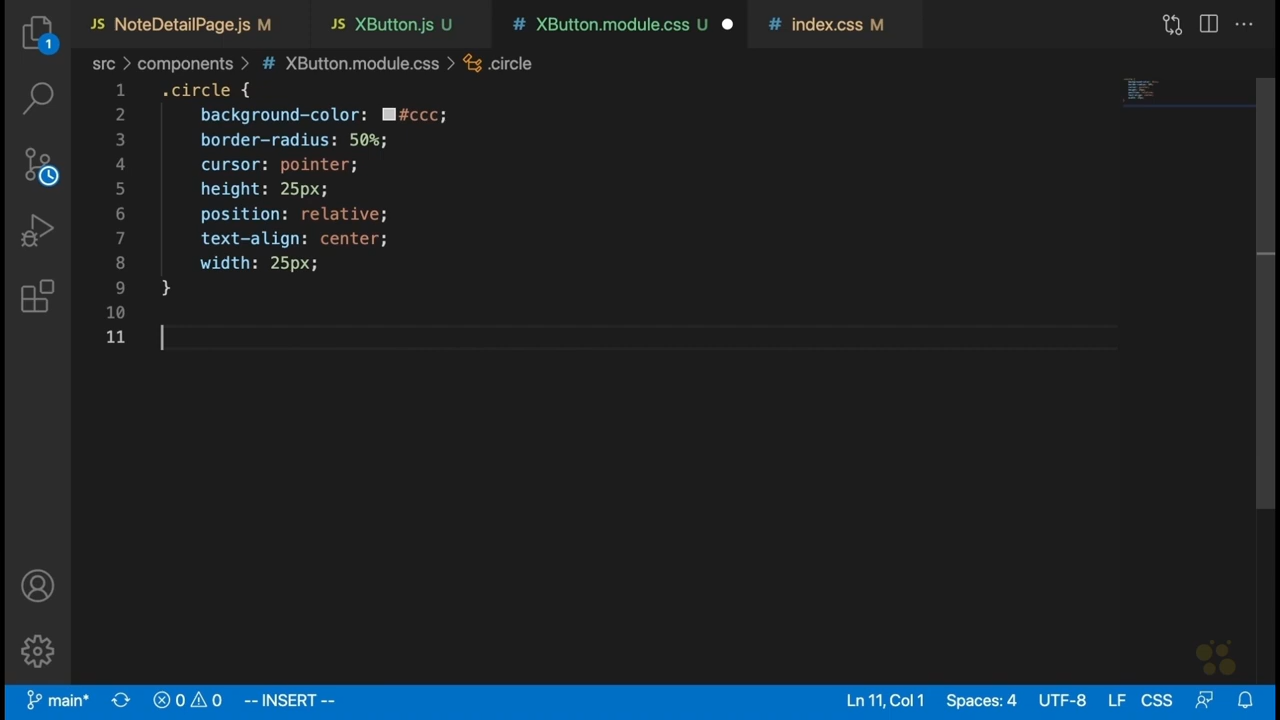 JS NoteDetailPage.js M JS XButton.js U # XButton.module.css U # index.css M
1
src > components > # XButton.module.css > .circle
1 .circle {
2 background-color: #ccc;
3 border-radius: 50%;
4 cursor: pointer;
5 height: 25px;
6 position: relative;
7 text-align: center;
8 width: 25px;
9 }
10
11
main* 0 0 -- INSERT -- Ln 11, Col 1 Spaces: 4 UTF-8 LF CSS